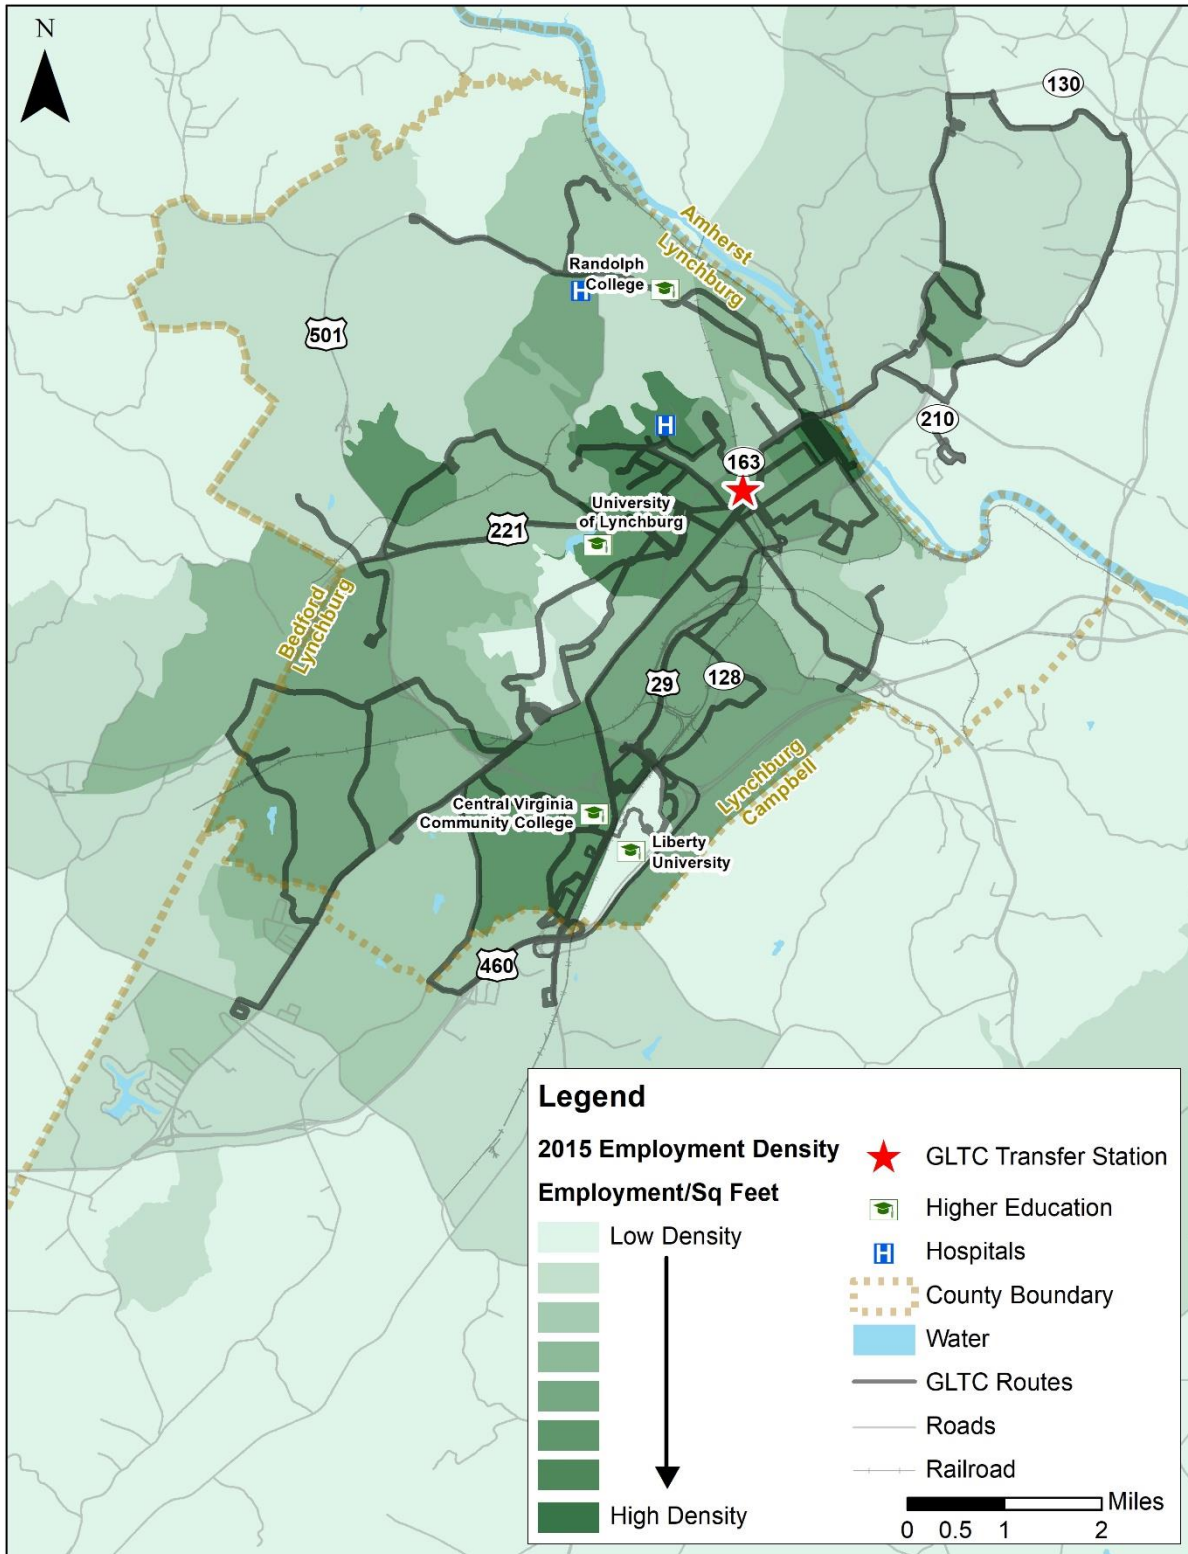 N
130
Amherst
Lynchburg
Randolph
College
H
501
210
H
163
University
of Lynchburg
221
Bedford
Lynchburg
29
128
Lynchburg
Campbell
Central Virginia
Community College
Liberty
University
460
Legend
2015 Employment Density
Employment/Sq Feet
Low Density
High Density
GLTC Transfer Station
Higher Education
H
Hospitals
County Boundary
Water
GLTC Routes
Roads
Railroad
Miles
0 0.5 1 2